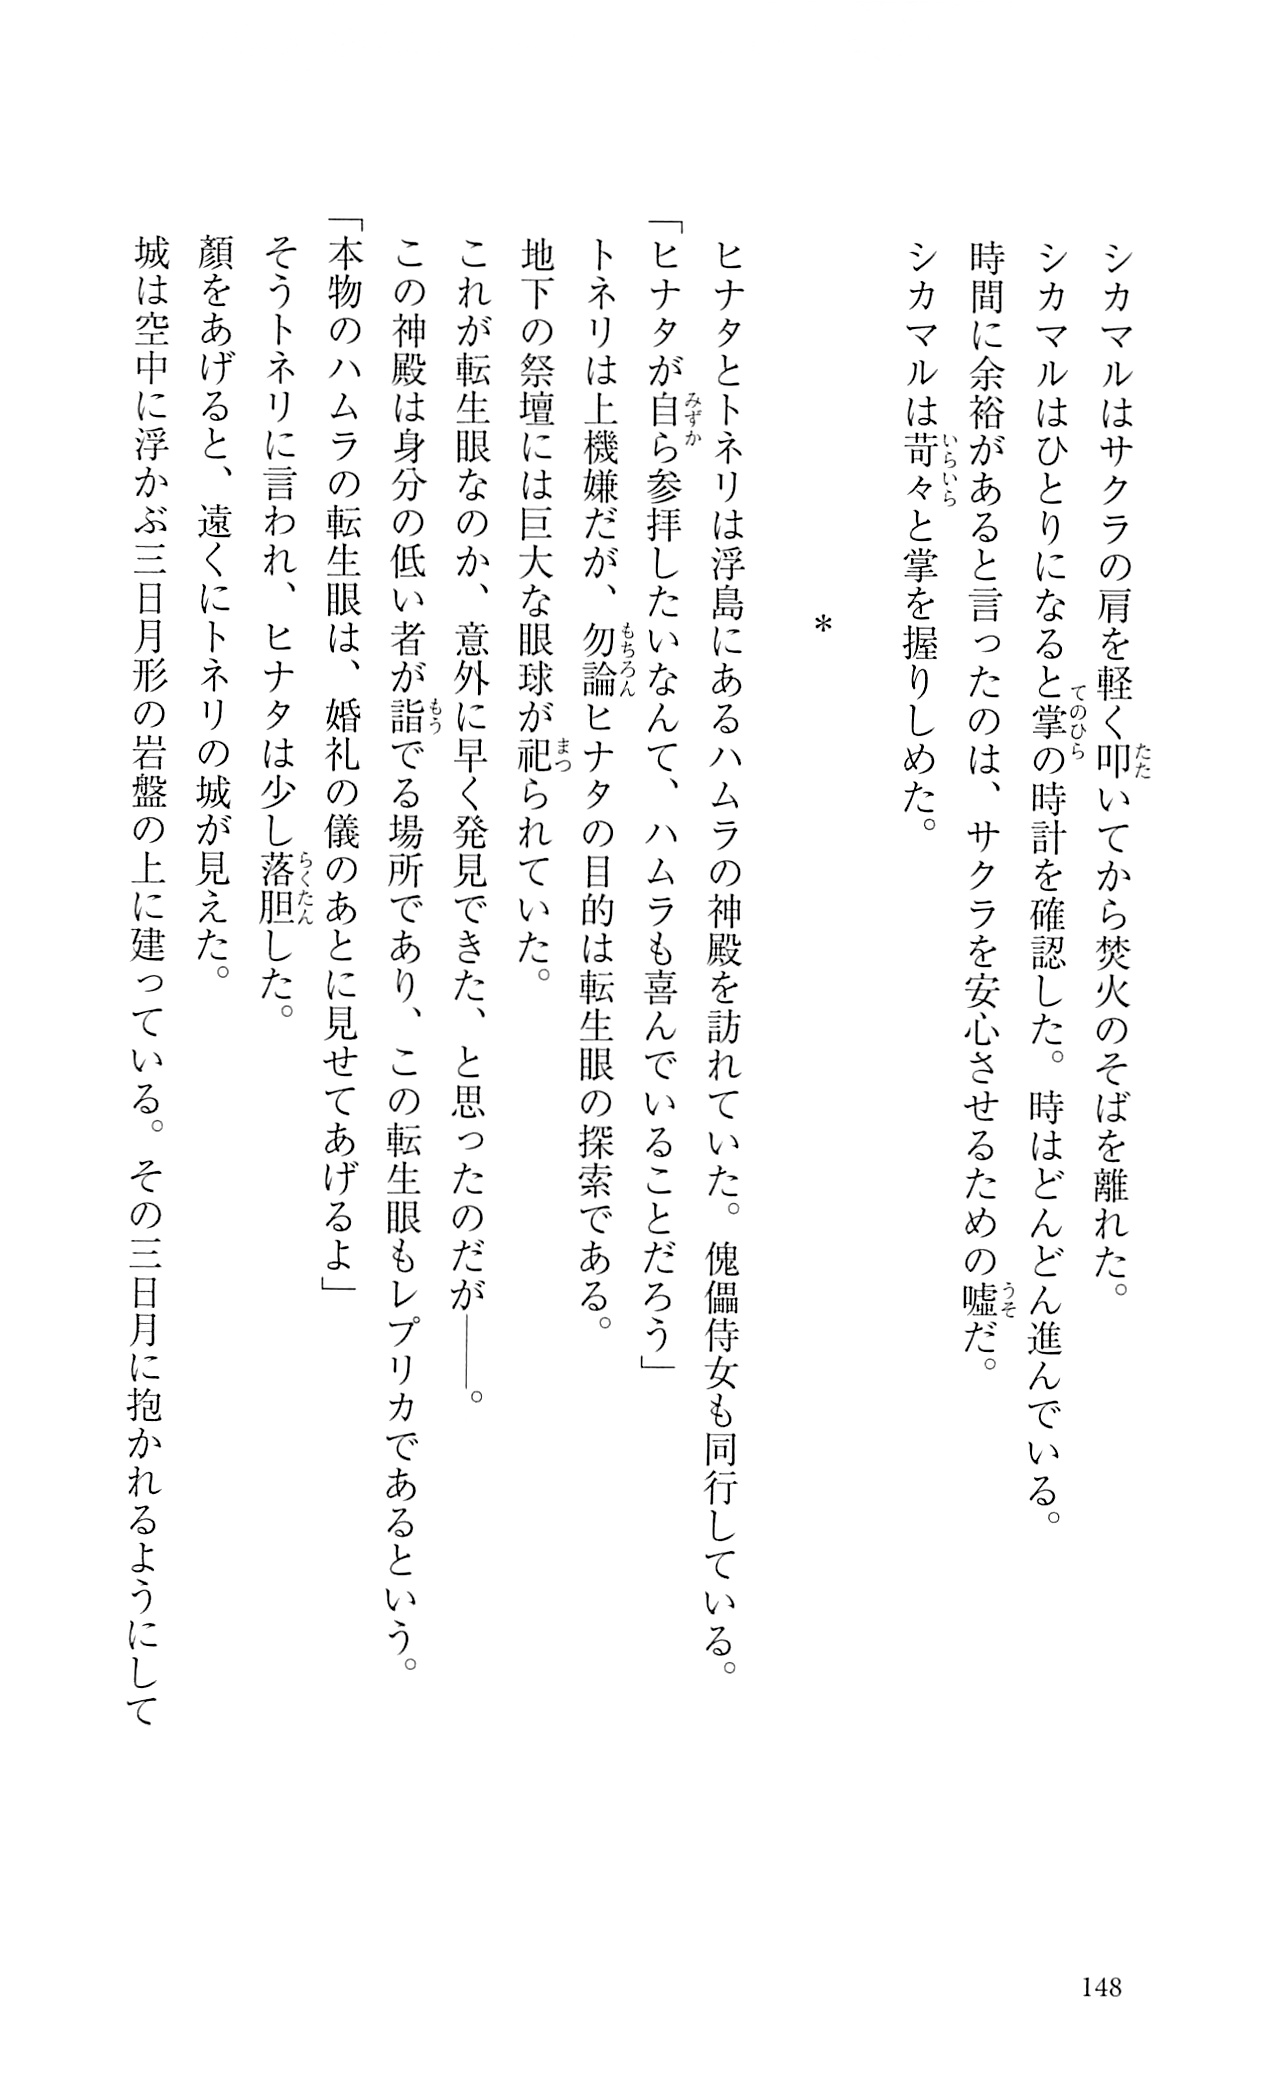 シカマルはサクラの肩を軽く叩いてから焚火のそばを離れた。
シカマルはひとりになると掌の時計を確認した。時はどんどん進んでいる。
時間に余裕があると言ったのは、サクラを安心させるための嘘だ。
シカマルは苛々と掌を握りしめた。
＊
ヒナタとトネリは浮島にあるハムラの神殿を訪れていた。傀儡侍女も同行している。
「ヒナタが自ら参拝したいなんて、ハムラも喜んでいることだろう」
トネリは上機嫌だが、勿論ヒナタの目的は転生眼の探索である。
地下の祭壇には巨大な眼球が祀られていた。
これが転生眼なのか、意外に早く発見できた、と思ったのだが――。
この神殿は身分の低い者が詣でる場所であり、この転生眼もレプリカであるという。
「本物のハムラの転生眼は、婚礼の儀のあとに見せてあげるよ」
そうトネリに言われ、ヒナタは少し落胆した。
顔をあげると、遠くにトネリの城が見えた。
城は空中に浮かぶ三日月形の岩盤の上に建っている。その三日月に抱かれるようにして
148